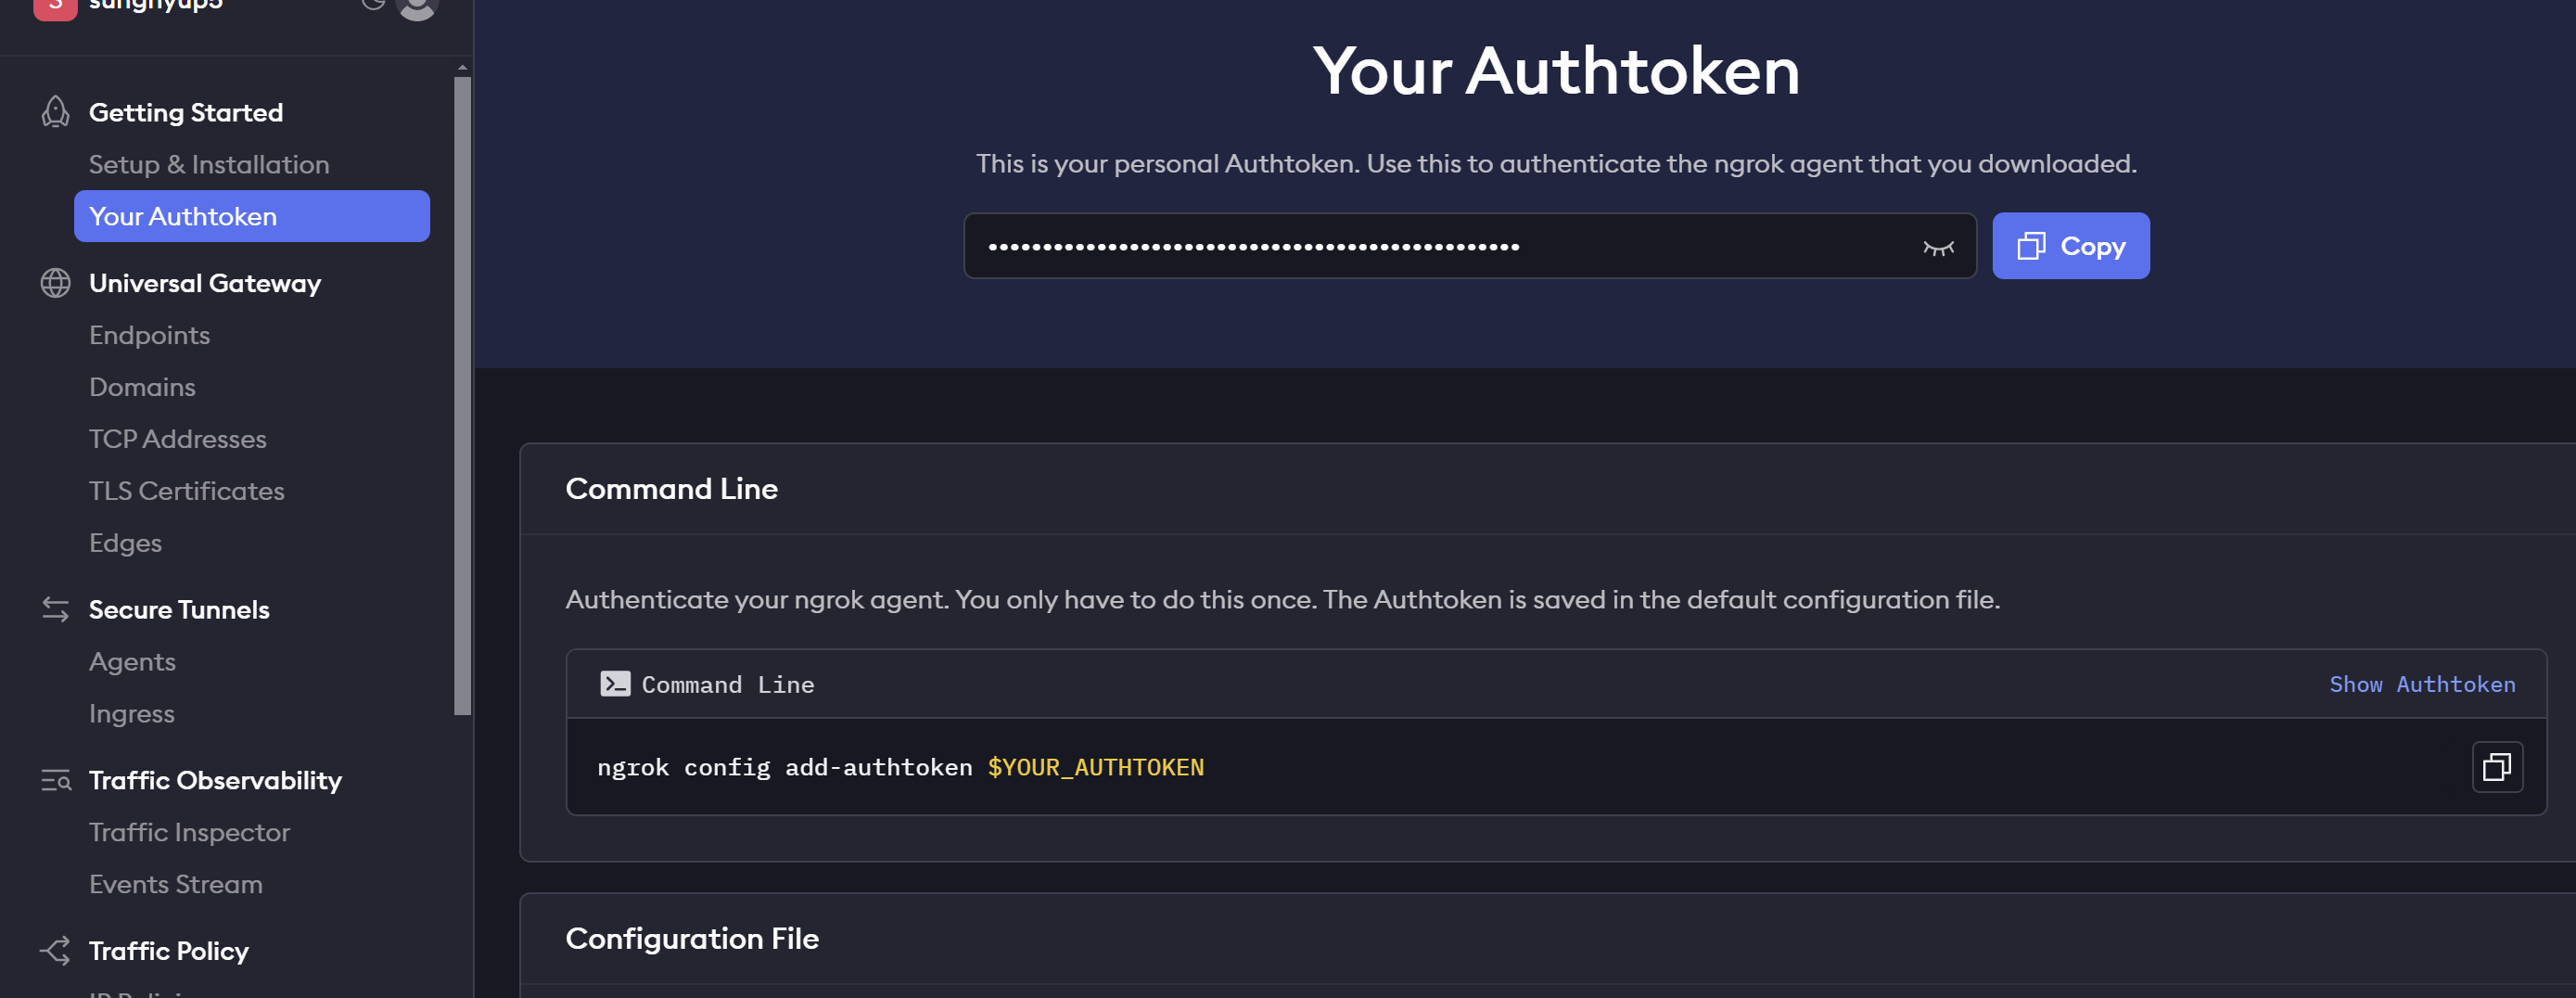 S
Getting Started
Setup & Installation
Your Authtoken
Universal Gateway
Endpoints
Domains
TCP Addresses
TLS Certificates
Edges
Secure Tunnels
Agents
Ingress
Traffic Observability
Traffic Inspector
Events Stream
Traffic Policy
Your Authtoken
This is your personal Authtoken. Use this to authenticate the ngrok agent that you downloaded.
Copy
Command Line
Authenticate your ngrok agent. You only have to do this once. The Authtoken is saved in the default configuration file.
Command Line
Show Authtoken
ngrok config add-authtoken $YOUR_AUTHTOKEN
Configuration File